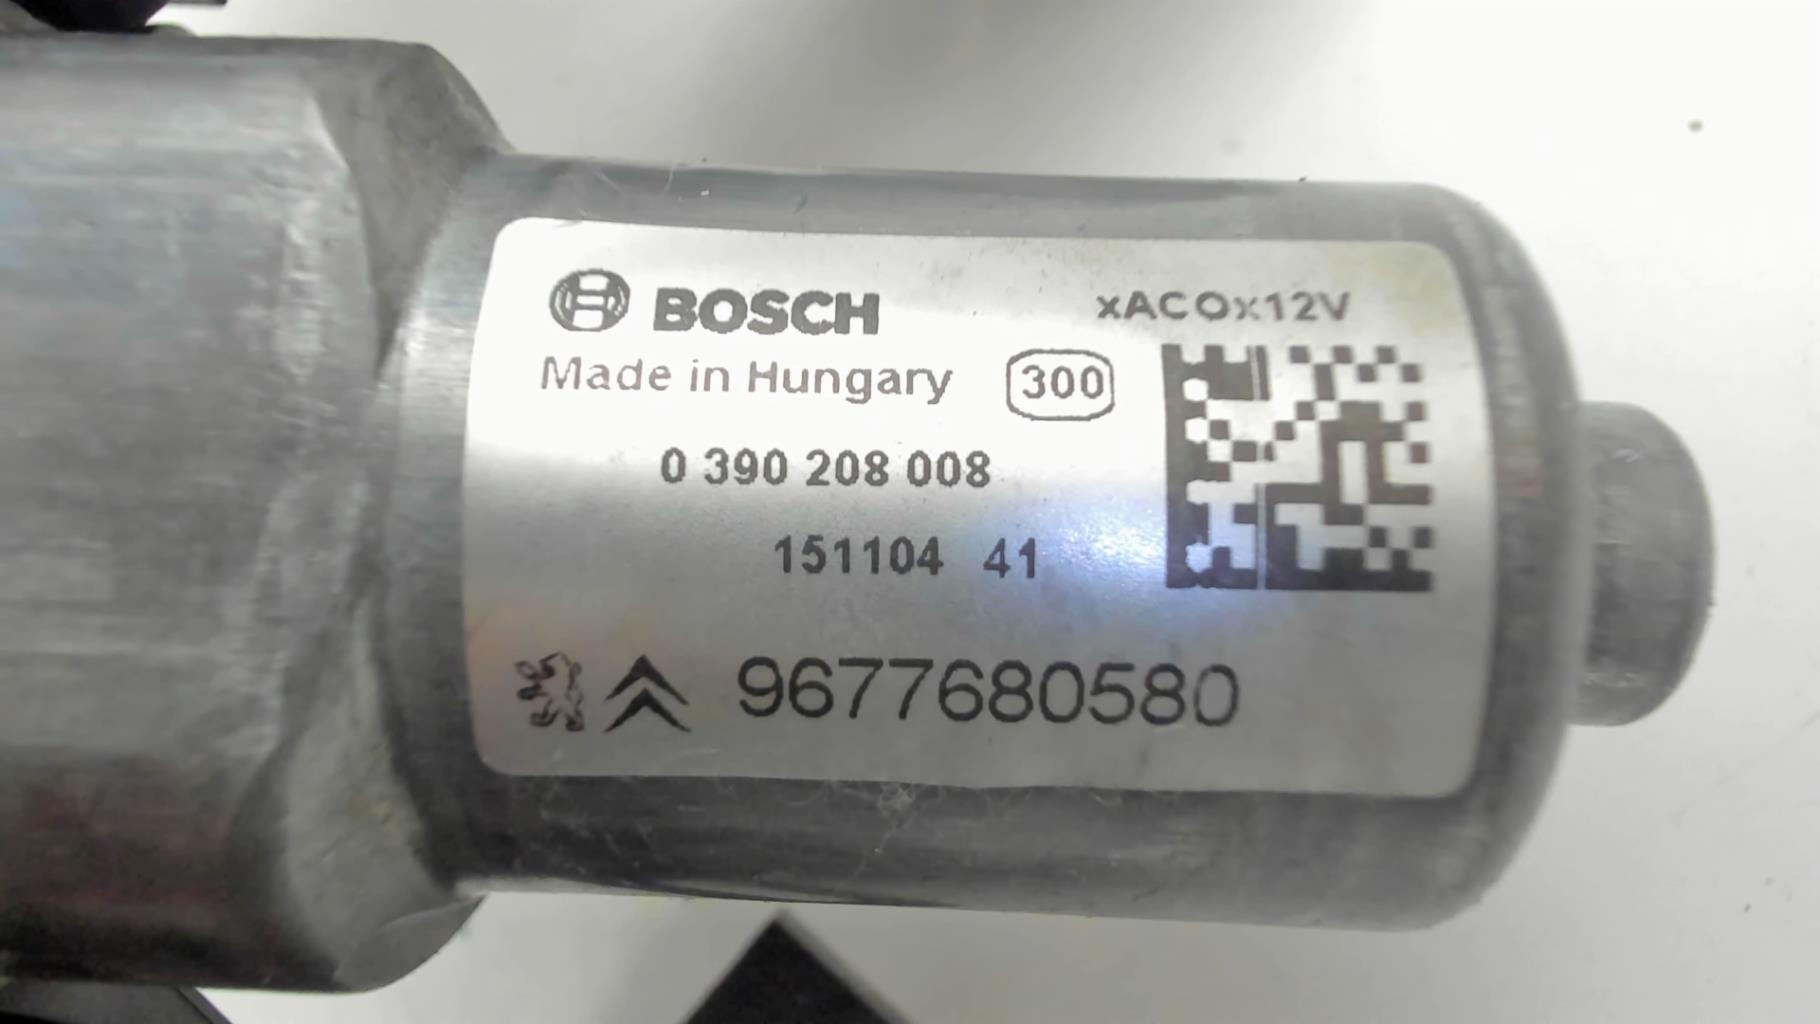 BOSCH
xACOx12V
Made in Hungary 300
0 390 208 008
151104 41
9677680580